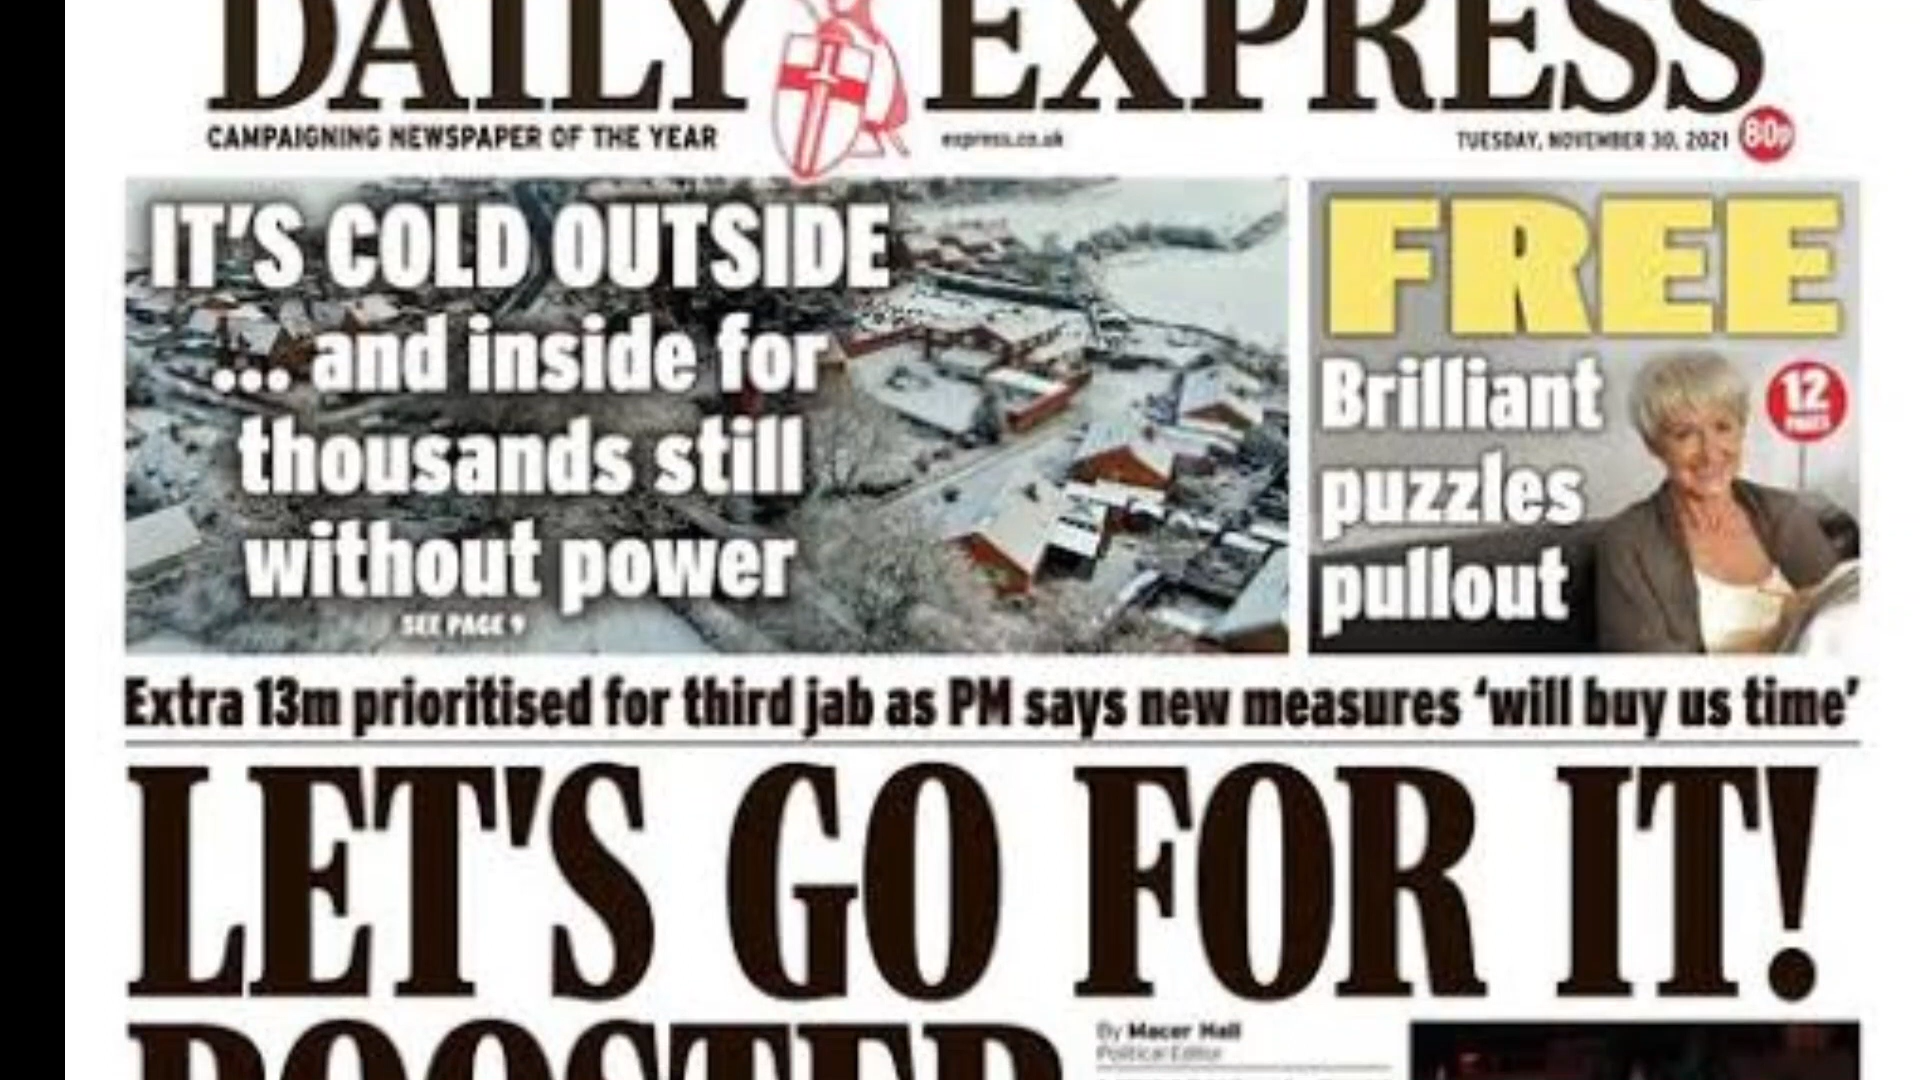 DAILY EXPRESS
CAMPAIGNING NEWSPAPER OF THE YEAR
express.co.uk
TUESDAY, NOVEMBER 30, 2021
80p
IT'S COLD OUTSIDE
... and inside for
thousands still
without power
SEE PAGE 9
FREE
Brilliant
puzzles
pullout
12
PAGES
Extra 13m prioritised for third jab as PM says new measures ‘will buy us time’
LET'S GO FOR IT!
BOOSTER
By Macer Hall
Political Editor